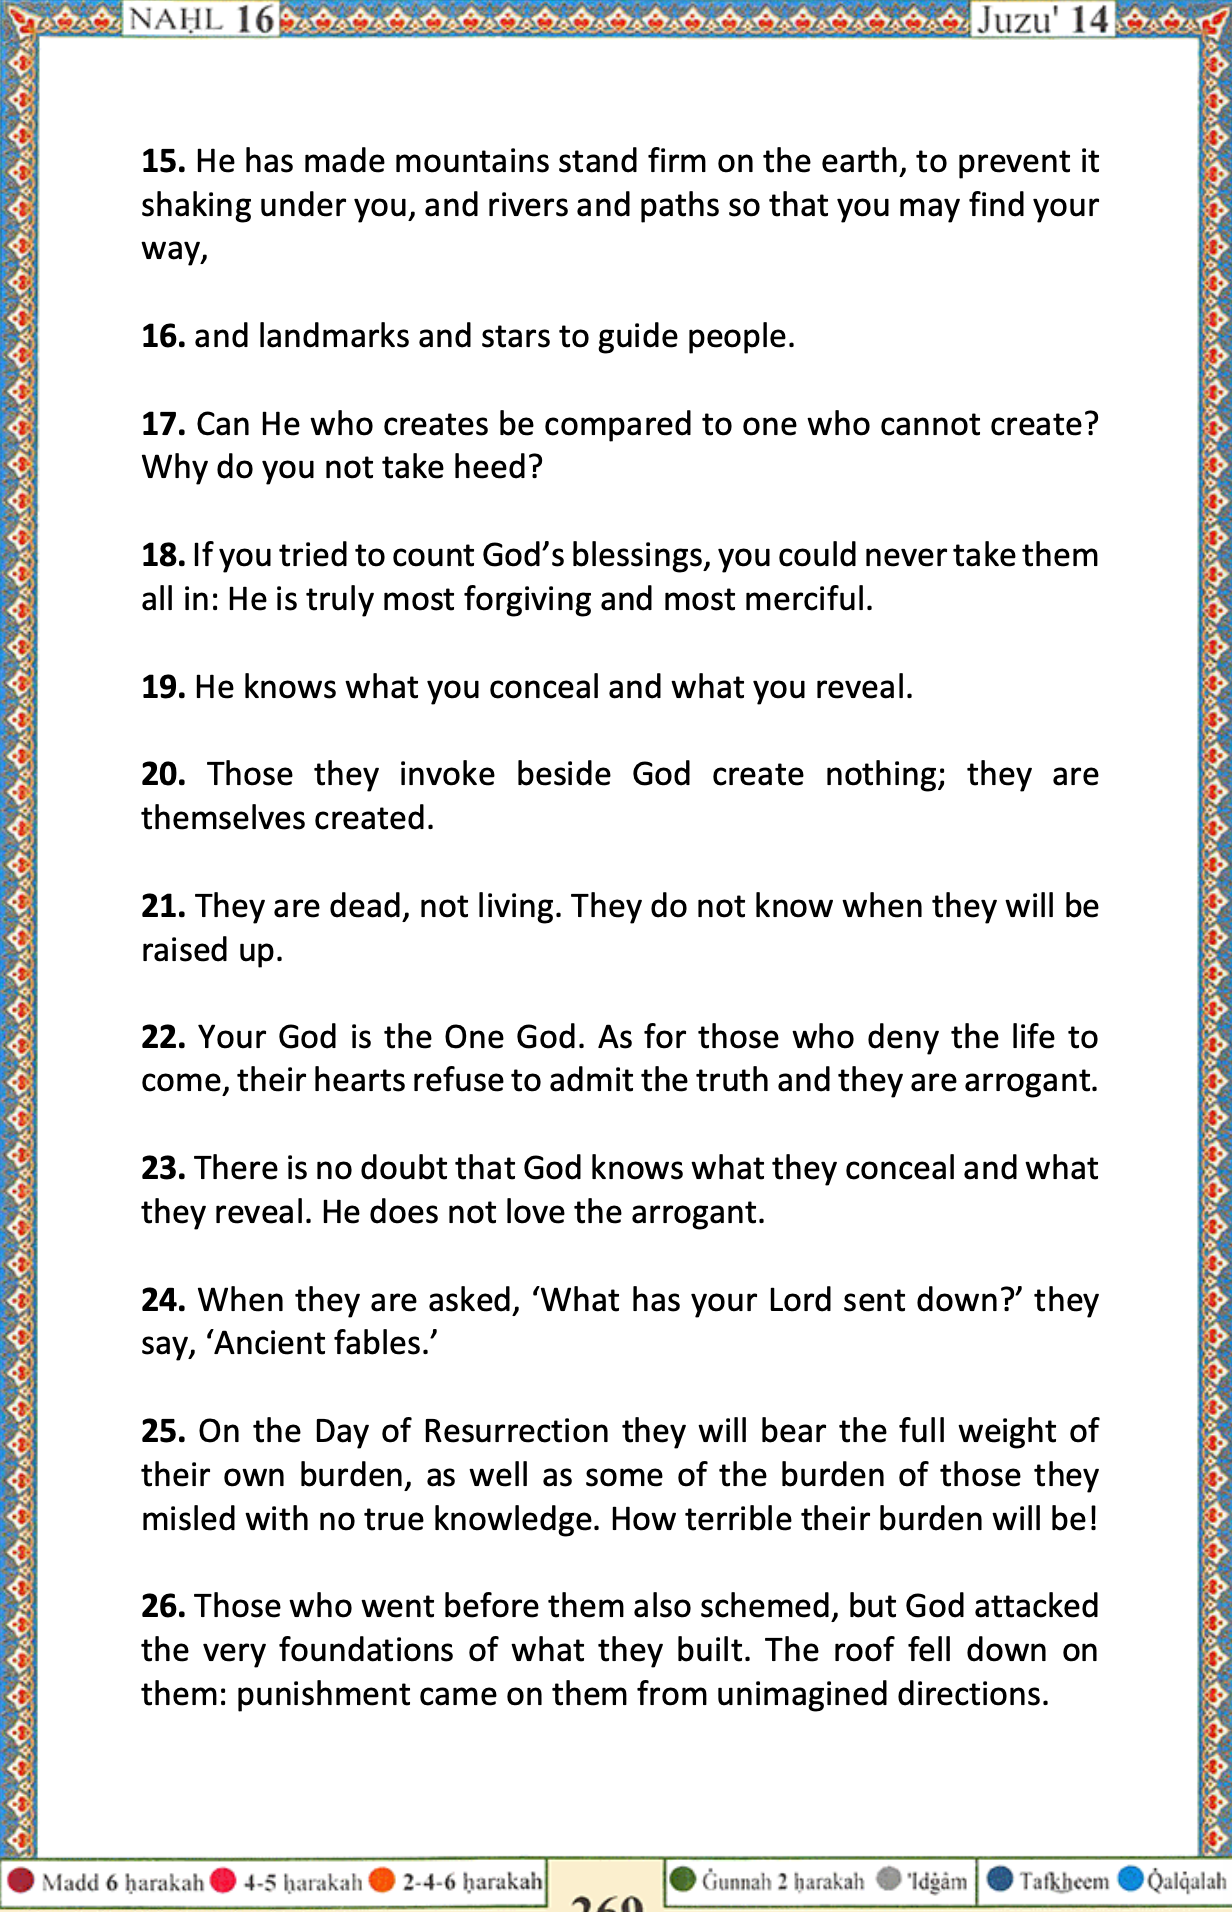 NAḤL 16
Juzu' 14
15. He has made mountains stand firm on the earth, to prevent it
shaking under you, and rivers and paths so that you may find your
way,
16. and landmarks and stars to guide people.
17. Can He who creates be compared to one who cannot create?
Why do you not take heed?
18. If you tried to count God’s blessings, you could never take them
all in: He is truly most forgiving and most merciful.
19. He knows what you conceal and what you reveal.
20. Those they invoke beside God create nothing; they are
themselves created.
21. They are dead, not living. They do not know when they will be
raised up.
22. Your God is the One God. As for those who deny the life to
come, their hearts refuse to admit the truth and they are arrogant.
23. There is no doubt that God knows what they conceal and what
they reveal. He does not love the arrogant.
24. When they are asked, ‘What has your Lord sent down?’ they
say, ‘Ancient fables.’
25. On the Day of Resurrection they will bear the full weight of
their own burden, as well as some of the burden of those they
misled with no true knowledge. How terrible their burden will be!
26. Those who went before them also schemed, but God attacked
the very foundations of what they built. The roof fell down on
them: punishment came on them from unimagined directions.
Madd 6 ḥarakah 4-5 ḥarakah 2-4-6 ḥarakah
269
Ġunnah 2 ḥarakah 'Idġâm Tafkḫeem Q̇alq̇alah